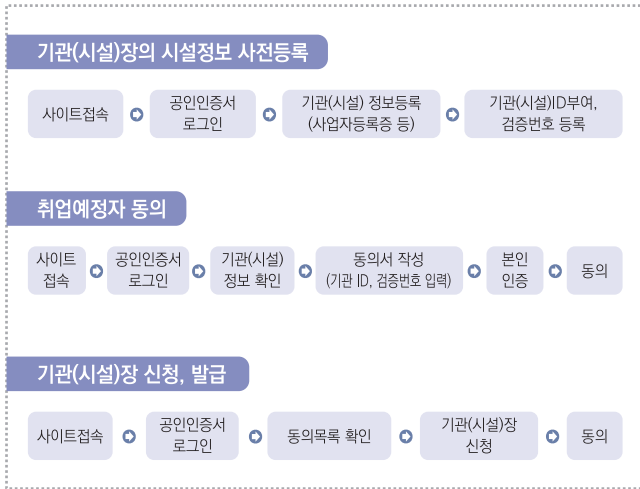 기관(시설)장의 시설정보 사전등록
사이트접속
공인인증서
로그인
기관(시설) 정보등록
(사업자등록증 등)
기관(시설)ID부여,
검증번호 등록
취업예정자 동의
사이트
접속
공인인증서
로그인
기관(시설)
정보 확인
동의서 작성
(기관 ID, 검증번호 입력)
본인
인증
동의
기관(시설)장 신청, 발급
사이트접속
공인인증서
로그인
동의목록 확인
기관(시설)장
신청
동의